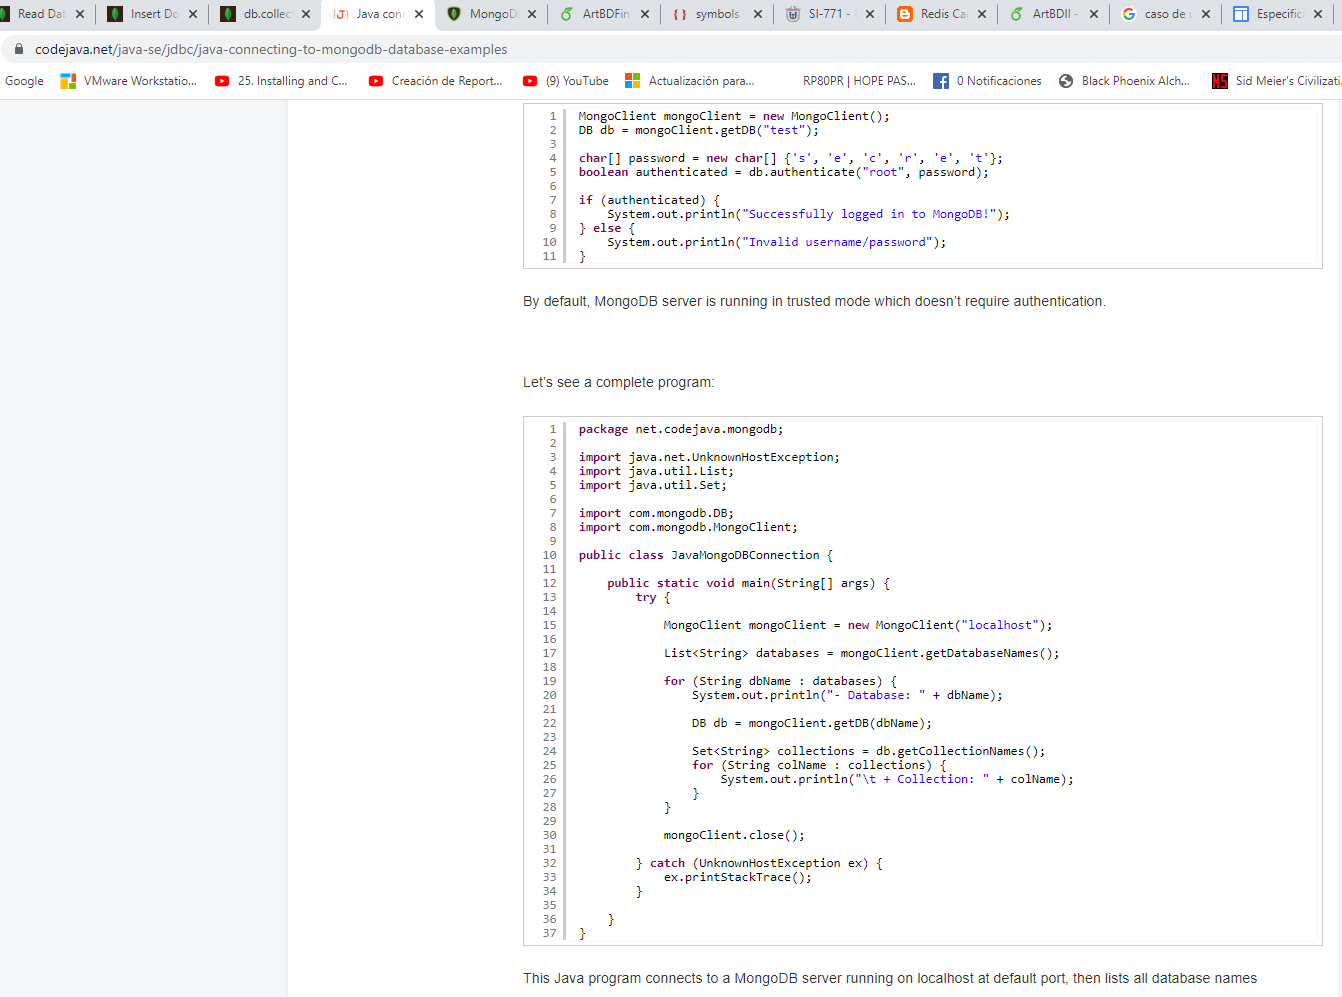 Read Dat
Insert Do
db.collec
Java conn
MongoD
ArtBDFin
symbols
SI-771 -
Redis Ca
ArtBDII -
caso de
Especific
codejava.net/java-se/jdbc/java-connecting-to-mongodb-database-examples
Google
VMware Workstatio...
25. Installing and C...
Creación de Report...
(9) YouTube
Actualización para...
RP80PR | HOPE PAS...
0 Notificaciones
Black Phoenix Alch...
Sid Meier's Civilizati
1 MongoClient mongoClient = new MongoClient();
2 DB db = mongoClient.getDB("test");
3
4 char[] password = new char[] {'s', 'e', 'c', 'r', 'e', 't'};
5 boolean authenticated = db.authenticate("root", password);
6
7 if (authenticated) {
8 System.out.println("Successfully logged in to MongoDB!");
9 } else {
10 System.out.println("Invalid username/password");
11 }
By default, MongoDB server is running in trusted mode which doesn't require authentication.
Let's see a complete program:
1 package net.codejava.mongodb;
2
3 import java.net.UnknownHostException;
4 import java.util.List;
5 import java.util.Set;
6
7 import com.mongodb.DB;
8 import com.mongodb.MongoClient;
9
10 public class JavaMongoDBConnection {
11
12 public static void main(String[] args) {
13 try {
14
15 MongoClient mongoClient = new MongoClient("localhost");
16
17 List<String> databases = mongoClient.getDatabaseNames();
18
19 for (String dbName : databases) {
20 System.out.println("- Database: " + dbName);
21
22 DB db = mongoClient.getDB(dbName);
23
24 Set<String> collections = db.getCollectionNames();
25 for (String colName : collections) {
26 System.out.println("\t + Collection: " + colName);
27 }
28 }
29
30 mongoClient.close();
31
32 } catch (UnknownHostException ex) {
33 ex.printStackTrace();
34 }
35
36 }
37 }
This Java program connects to a MongoDB server running on localhost at default port, then lists all database names